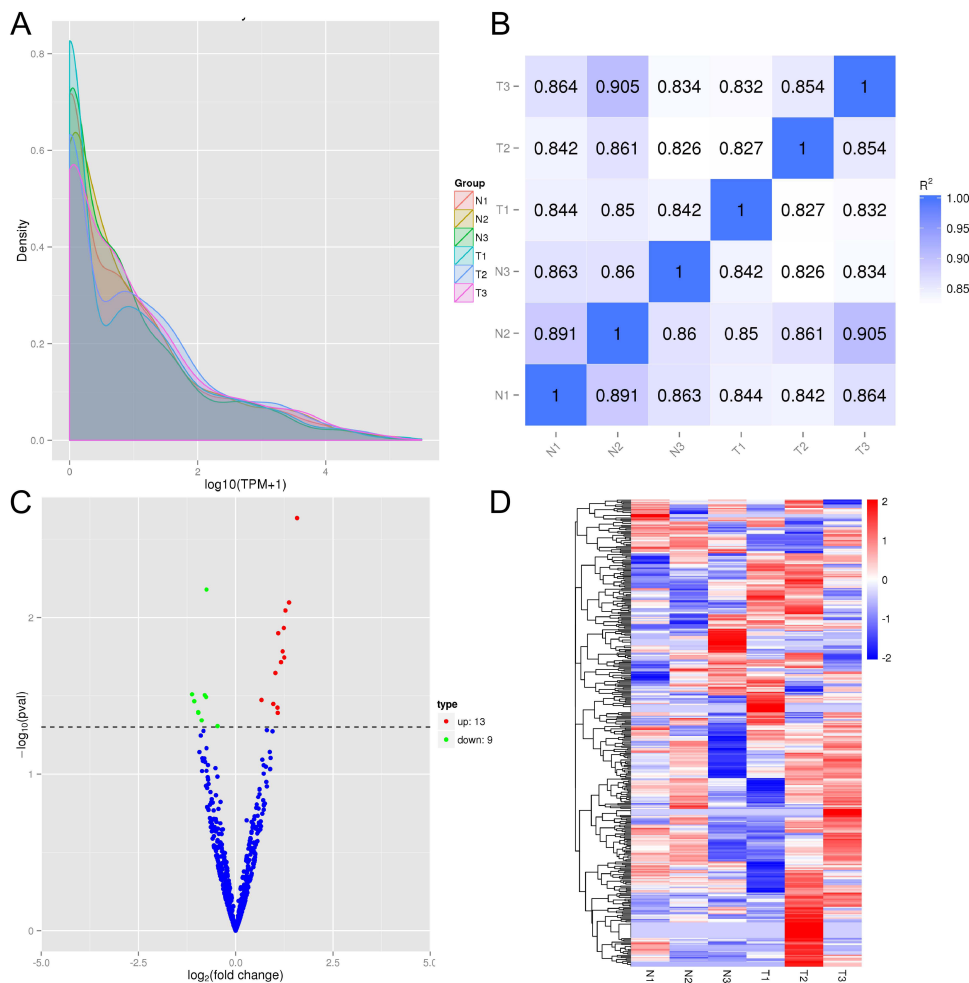 A
0.8
0.6
0.4
0.2
0.0
Density
0
2
4
log10(TPM+1)
Group
N1
N2
N3
T1
T2
T3
B
T3
0.864 0.905 0.834 0.832 0.854 1
T2
0.842 0.861 0.826 0.827 1 0.854
T1
0.844 0.85 0.842 1 0.827 0.832
N3
0.863 0.86 1 0.842 0.826 0.834
N2
0.891 1 0.86 0.85 0.861 0.905
N1
1 0.891 0.863 0.844 0.842 0.864
N1 N2 N3 T1 T2 T3
R²
1.00
0.95
0.90
0.85
C
2
1
0
−log₁₀(pval)
-5.0 -2.5 0.0 2.5 5.0
log₂(fold change)
type
up: 13
down: 9
D
2
1
0
-1
-2
N1 N2 N3 T1 T2 T3